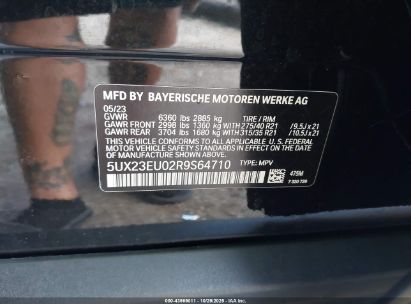 MFD BY BAYERISCHE MOTOREN WERKE AG
05/23
GVWR 6360 lbs 2885 kg TIRE / RIM
GAWR FRONT 2998 lbs 1360 kg WITH 275/40 R21 / 9.5J x 21
GAWR REAR 3704 lbs 1680 kg WITH 315/35 R21 / 10.5J x 21
THIS VEHICLE CONFORMS TO ALL APPLICABLE
U.S. FEDERAL MOTOR VEHICLE SAFETY STANDARDS IN
EFFECT ON THE DATE OF MANUFACTURE SHOWN ABOVE.
5UX23EU02R9S64710 TYPE: MPV
475M